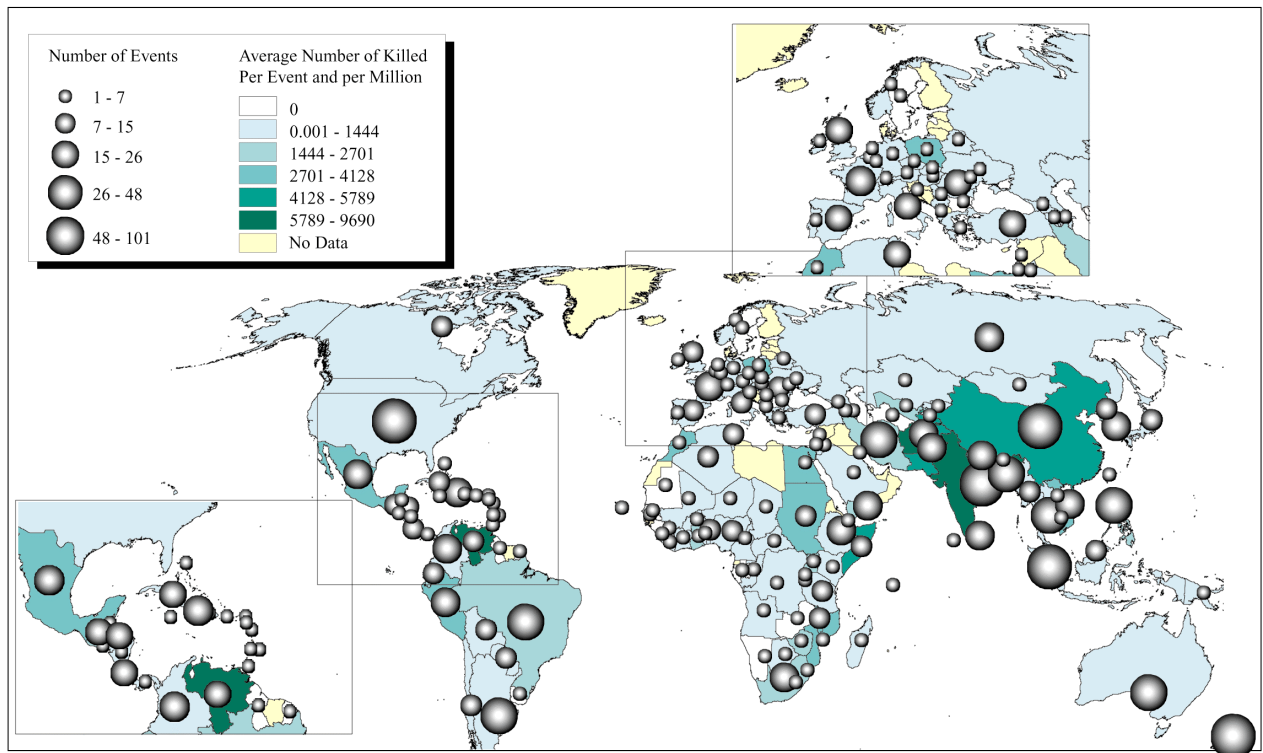 Number of Events
1 - 7
7 - 15
15 - 26
26 - 48
48 - 101
Average Number of Killed
Per Event and per Million
0
0.001 - 1444
1444 - 2701
2701 - 4128
4128 - 5789
5789 - 9690
No Data